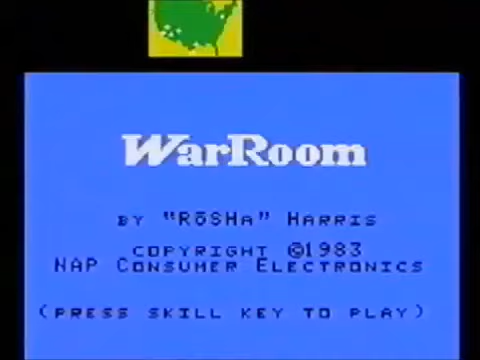 WarRoom
BY "RōSHa" HARRIS
COPYRIGHT ©1983
NAP CONSUMER ELECTRONICS
(PRESS SKILL KEY TO PLAY)